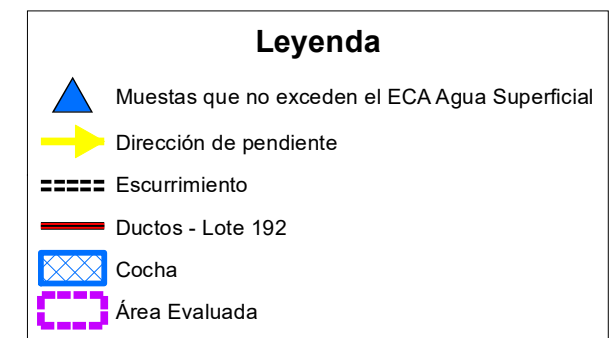 Leyenda
Muestas que no exceden el ECA Agua Superficial
Dirección de pendiente
Escurrimiento
Ductos - Lote 192
Cocha
Área Evaluada